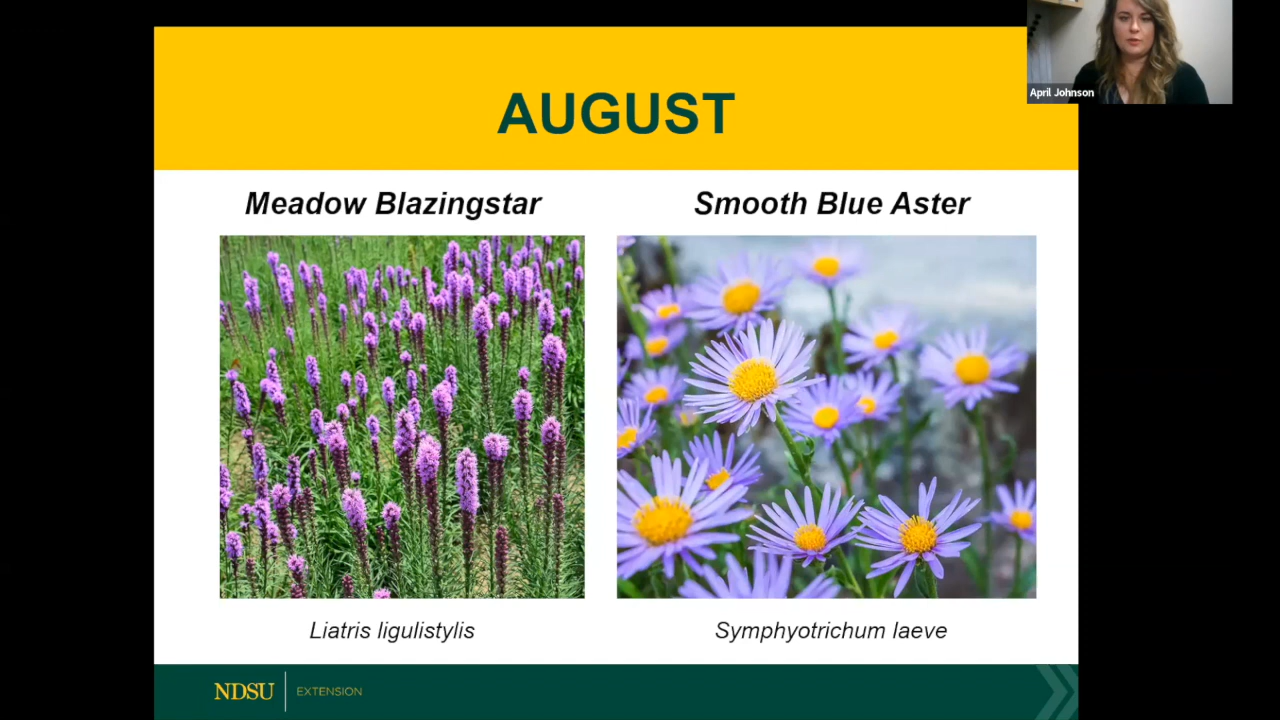 April Johnson
AUGUST
Meadow Blazingstar
Smooth Blue Aster
Liatris ligulistylis
Symphyotrichum laeve
NDSU EXTENSION